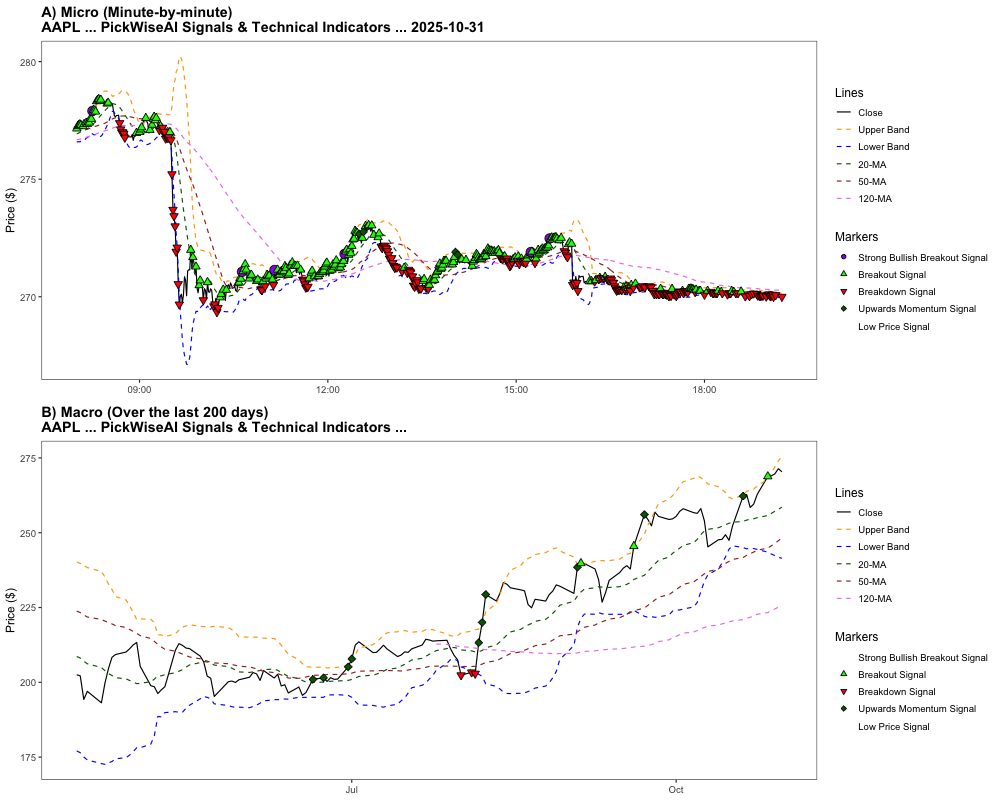 A) Micro (Minute-by-minute)
AAPL ... PickWiseAI Signals & Technical Indicators ... 2025-10-31
280
275
270
Price ($)
09:00
12:00
15:00
18:00
Lines
Close
Upper Band
Lower Band
20-MA
50-MA
120-MA
Markers
Strong Bullish Breakout Signal
Breakout Signal
Breakdown Signal
Upwards Momentum Signal
Low Price Signal
B) Macro (Over the last 200 days)
AAPL ... PickWiseAI Signals & Technical Indicators ...
275
250
225
200
175
Price ($)
Jul
Oct
Lines
Close
Upper Band
Lower Band
20-MA
50-MA
120-MA
Markers
Strong Bullish Breakout Signal
Breakout Signal
Breakdown Signal
Upwards Momentum Signal
Low Price Signal